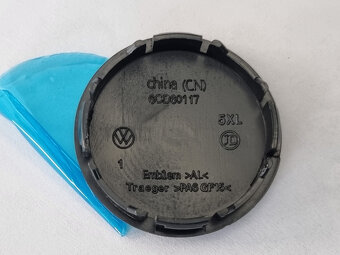 china (CN)
6CD60117
5XL
1
Emblem >AL<
Traeger >PA6 GF15<